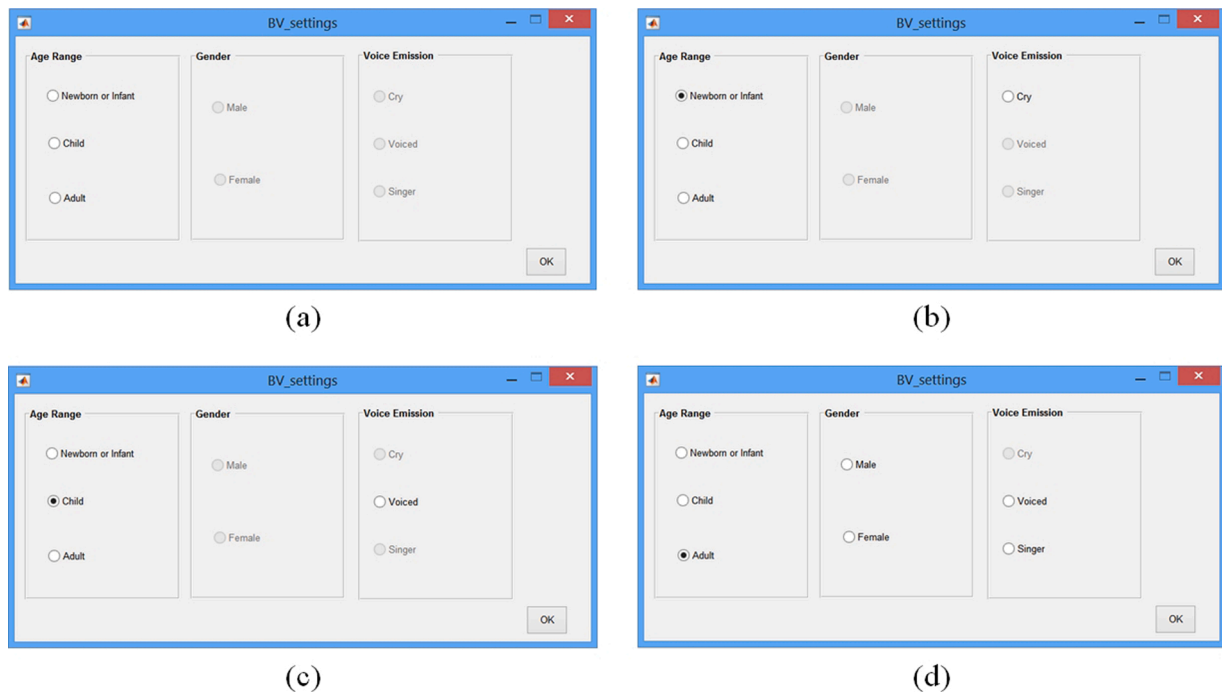 BV_settings
Age Range
Gender
Voice Emission
Newborn or Infant
Male
Cry
Child
Voiced
Female
Singer
Adult
OK
(a)
BV_settings
Age Range
Gender
Voice Emission
Newborn or Infant
Male
Cry
Child
Voiced
Female
Singer
Adult
OK
(b)
BV_settings
Age Range
Gender
Voice Emission
Newborn or Infant
Male
Cry
Child
Voiced
Female
Singer
Adult
OK
(c)
BV_settings
Age Range
Gender
Voice Emission
Newborn or Infant
Male
Cry
Child
Voiced
Female
Singer
Adult
OK
(d)